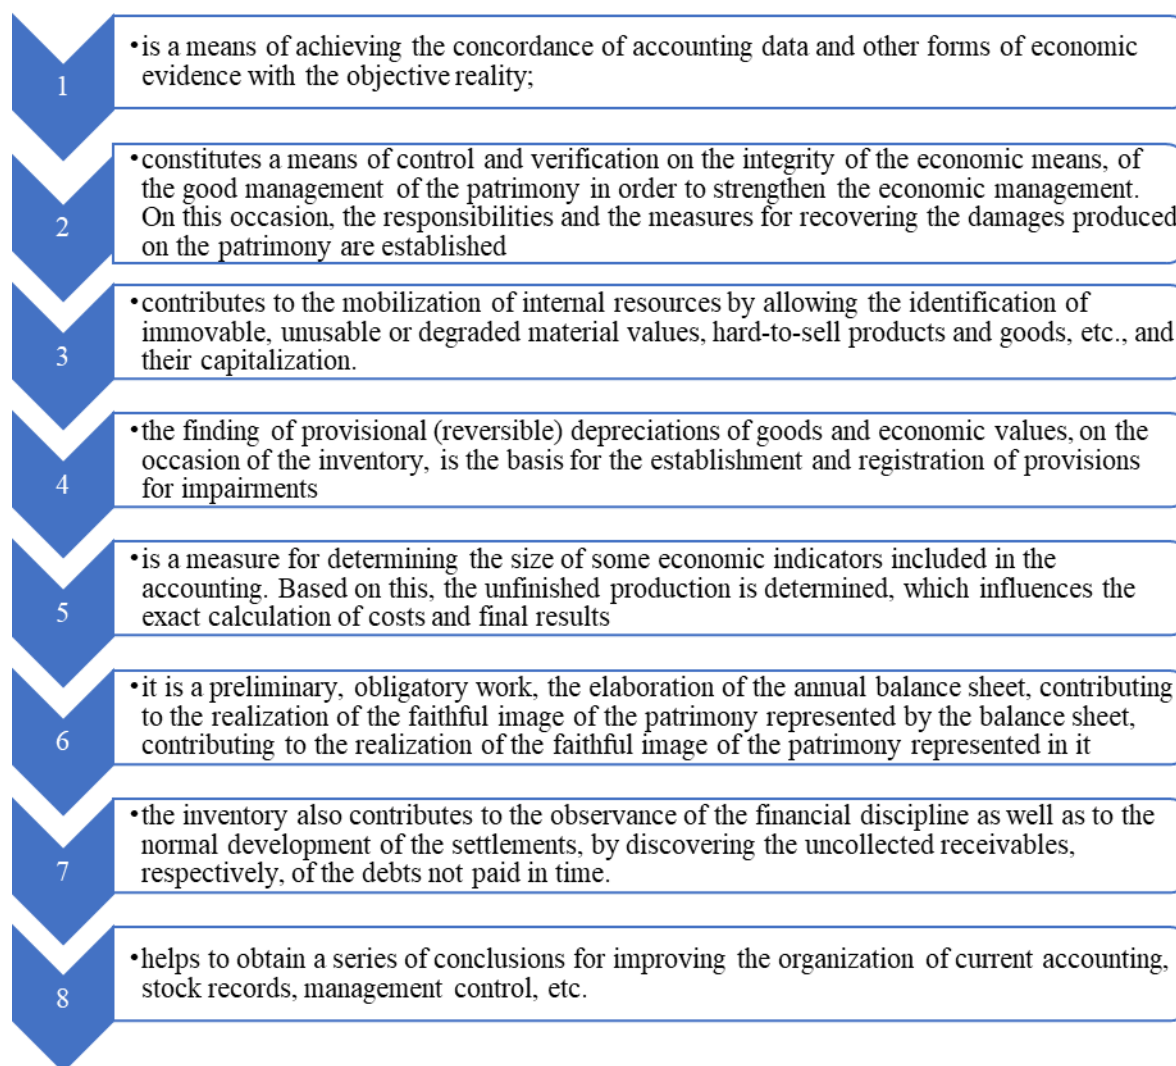 1
•is a means of achieving the concordance of accounting data and other forms of economic
evidence with the objective reality;
2
•constitutes a means of control and verification on the integrity of the economic means, of
the good management of the patrimony in order to strengthen the economic management.
On this occasion, the responsibilities and the measures for recovering the damages produced
on the patrimony are established
3
•contributes to the mobilization of internal resources by allowing the identification of
immovable, unusable or degraded material values, hard-to-sell products and goods, etc., and
their capitalization.
4
•the finding of provisional (reversible) depreciations of goods and economic values, on the
occasion of the inventory, is the basis for the establishment and registration of provisions
for impairments
5
•is a measure for determining the size of some economic indicators included in the
accounting. Based on this, the unfinished production is determined, which influences the
exact calculation of costs and final results
6
•it is a preliminary, obligatory work, the elaboration of the annual balance sheet, contributing
to the realization of the faithful image of the patrimony represented by the balance sheet,
contributing to the realization of the faithful image of the patrimony represented in it
7
•the inventory also contributes to the observance of the financial discipline as well as to the
normal development of the settlements, by discovering the uncollected receivables,
respectively, of the debts not paid in time.
8
•helps to obtain a series of conclusions for improving the organization of current accounting,
stock records, management control, etc.